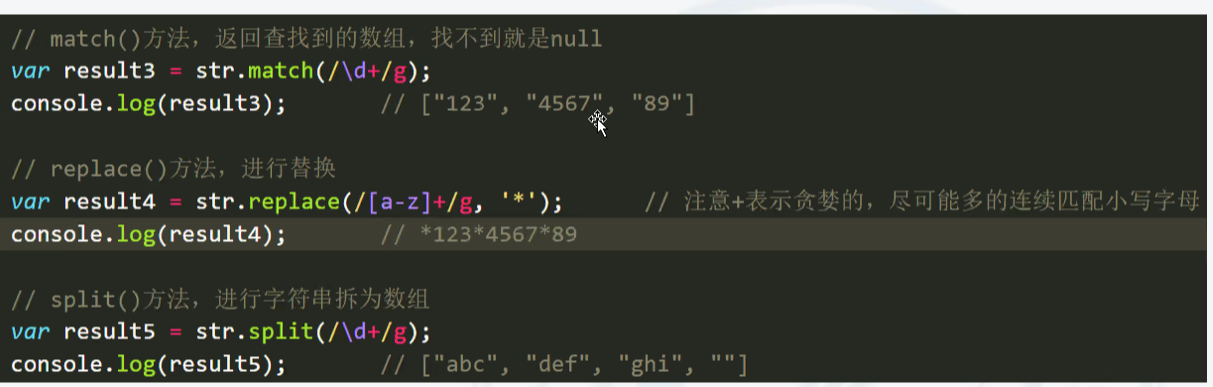 // match()方法，返回查找到的数组，找不到就是null
var result3 = str.match(/\d+/g);
console.log(result3);       // ["123", "4567", "89"]
// replace()方法，进行替换
var result4 = str.replace(/[a-z]+/g, '*');      // 注意+表示贪婪的，尽可能多的连续匹配小写字母
console.log(result4);       // *123*4567*89
// split()方法，进行字符串拆为数组
var result5 = str.split(/\d+/g);
console.log(result5);       // ["abc", "def", "ghi", ""]